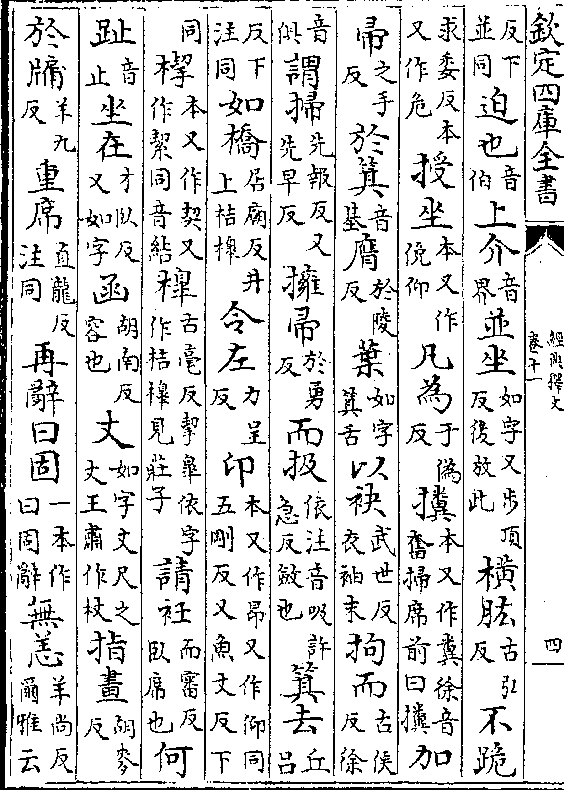 欽定四庫全書
經典釋文
卷十一
四
反下並同迫也音伯上介音界並坐如字又步頂反後放此橫肱古弘反不跪
求委反本又作危授坐本又作俛仰凡為于偽反㩓本又作糞徐音奮掃席前曰㩓加
帚之手反於箕音基膺於陵反葉如字箕舌以袂武世反衣袖末拘而古侯反徐
音俱謂掃先報反又先早反擁帚於勇反而扱依注音吸許急反斂也箕去丘呂
反下注同如橋居廟反井上桔槹令左力呈反卬本又作昂又作仰同五剛反又魚丈反下
同楔本又作契又作絜同音結槹古毫反挈臯依字作桔槹見莊子請衽而審反臥席也何
趾音止坐在才臥反又如字函胡南反容也丈如字丈尺之丈王肅作杖指畫胡麥反
於牖羊九反重席直龍反注同再辭曰固一本作曰固辭無恙羊尚反爾雅云